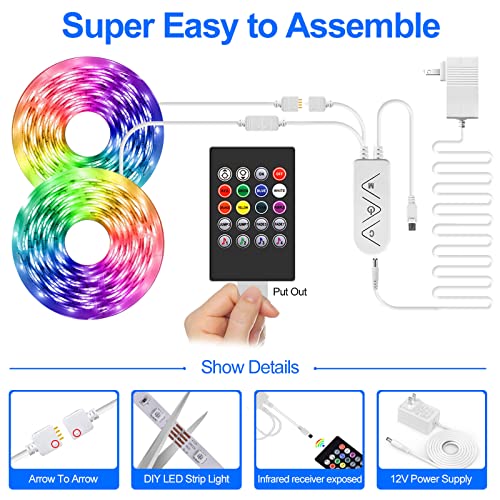 Super Easy to Assemble
ON OFF
RED BLUE WHITE
M C
Put Out
Show Details
Arrow To Arrow
DIY LED Strip Light
Infrared receiver exposed
12V Power Supply